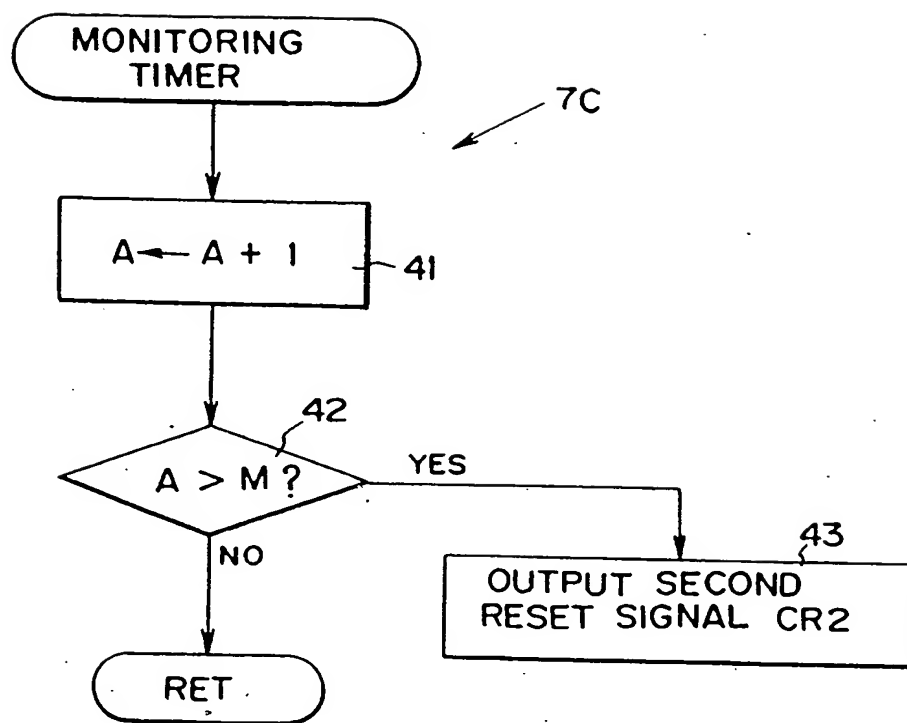 MONITORING
TIMER
7C
A ← A + 1
41
42
A > M ?
YES
NO
43
OUTPUT SECOND
RESET SIGNAL CR2
RET